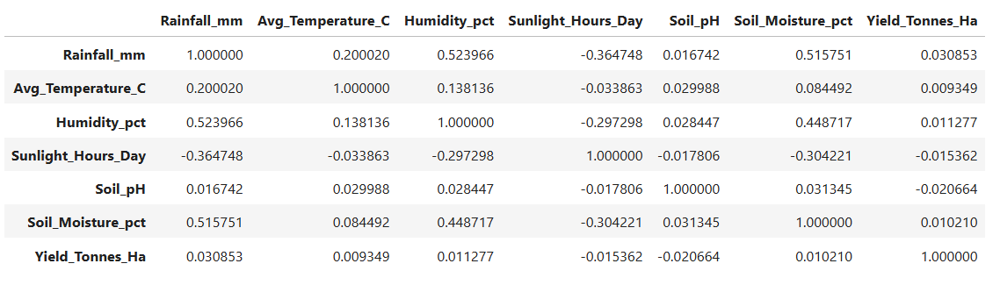 Rainfall_mm Avg_Temperature_C Humidity_pct Sunlight_Hours_Day Soil_pH Soil_Moisture_pct Yield_Tonnes_Ha
Rainfall_mm 1.000000 0.200020 0.523966 -0.364748 0.016742 0.515751 0.030853
Avg_Temperature_C 0.200020 1.000000 0.138136 -0.033863 0.029988 0.084492 0.009349
Humidity_pct 0.523966 0.138136 1.000000 -0.297298 0.028447 0.448717 0.011277
Sunlight_Hours_Day -0.364748 -0.033863 -0.297298 1.000000 -0.017806 -0.304221 -0.015362
Soil_pH 0.016742 0.029988 0.028447 -0.017806 1.000000 0.031345 -0.020664
Soil_Moisture_pct 0.515751 0.084492 0.448717 -0.304221 0.031345 1.000000 0.010210
Yield_Tonnes_Ha 0.030853 0.009349 0.011277 -0.015362 -0.020664 0.010210 1.000000